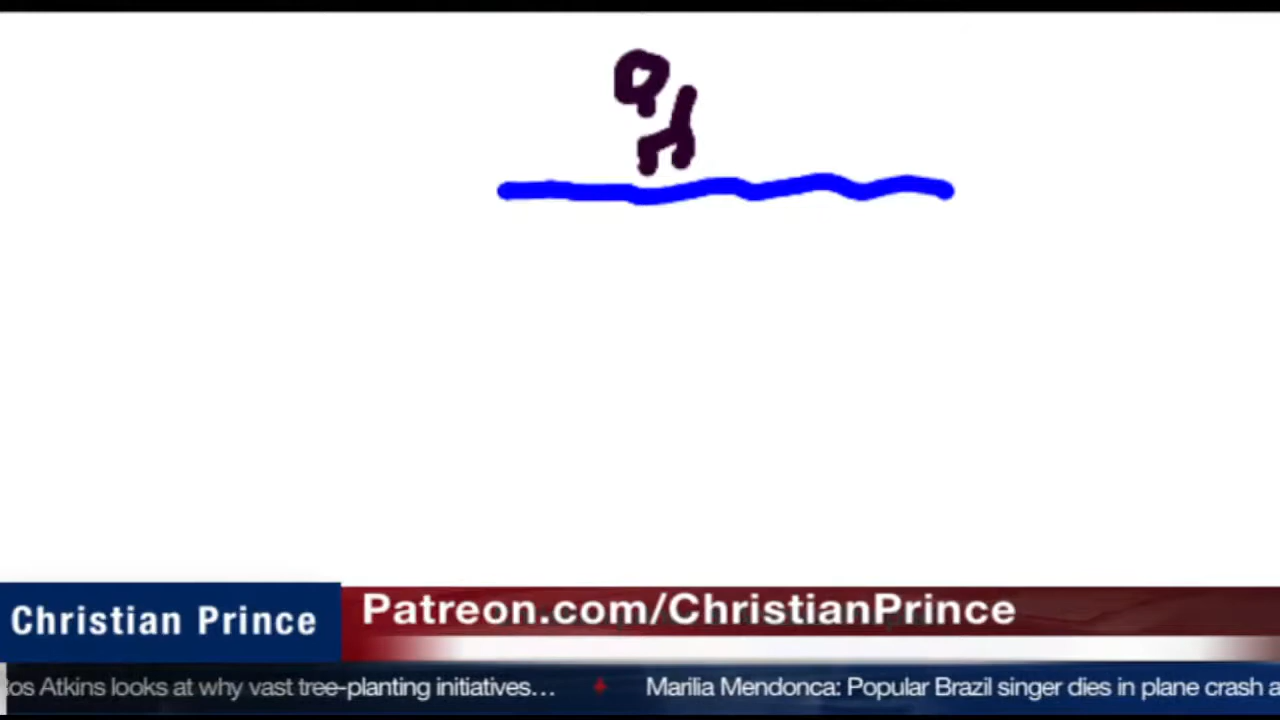 Christian Prince
Patreon.com/ChristianPrince
Atkins looks at why vast tree-planting initiatives… Marilia Mendonca: Popular Brazil singer dies in plane crash